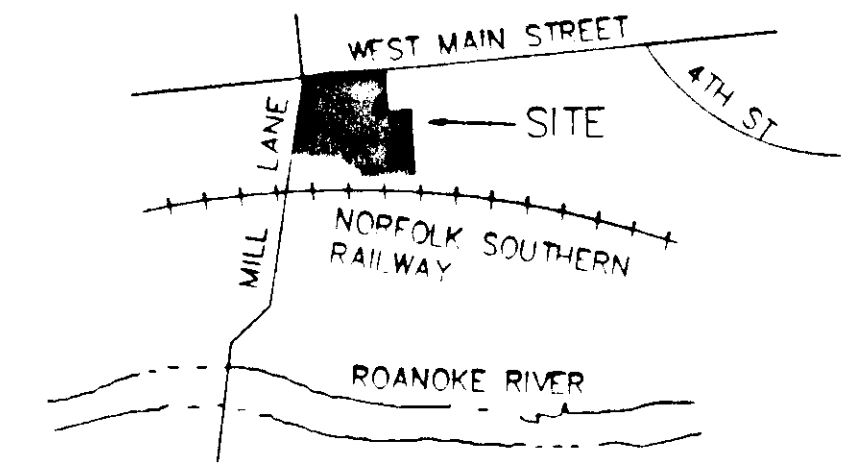 WEST MAIN STREET
4TH ST
SITE
MILL LANE
NORFOLK SOUTHERN
RAILWAY
ROANOKE RIVER